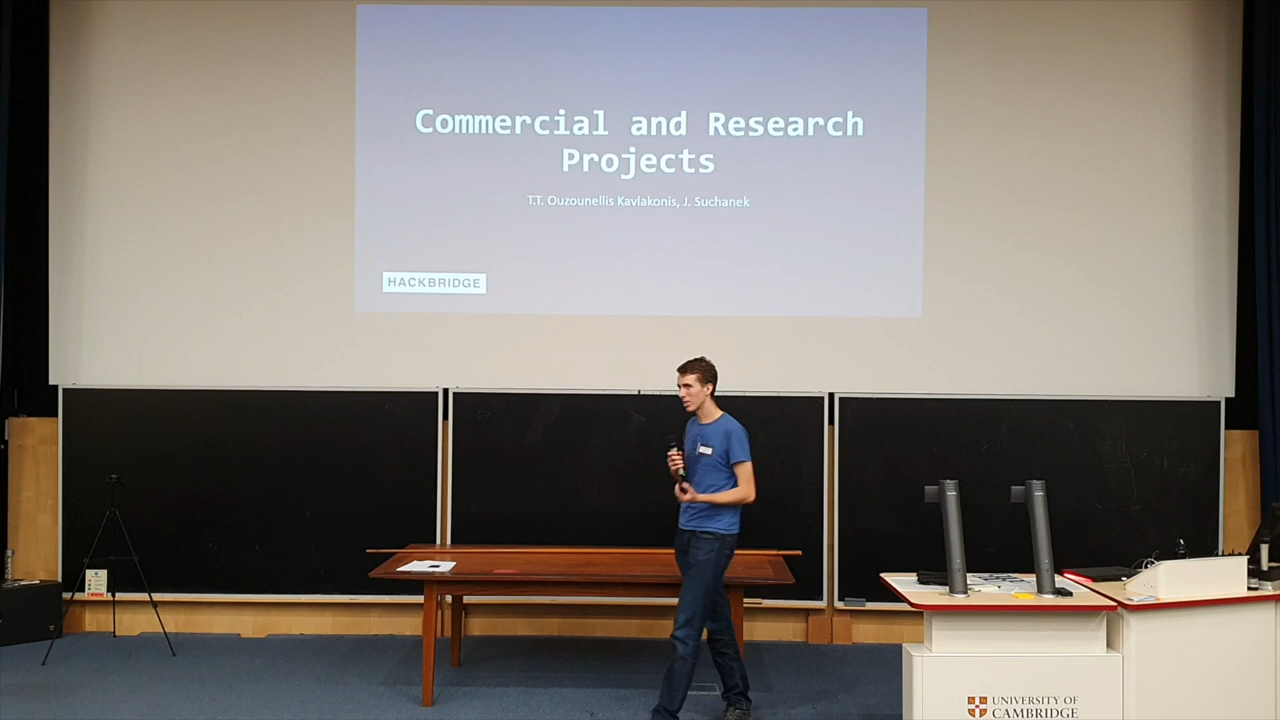 Commercial and Research
Projects
T.T. Ouzounellis Kavlakonis, J. Suchanek
HACKBRIDGE
UNIVERSITY OF
CAMBRIDGE